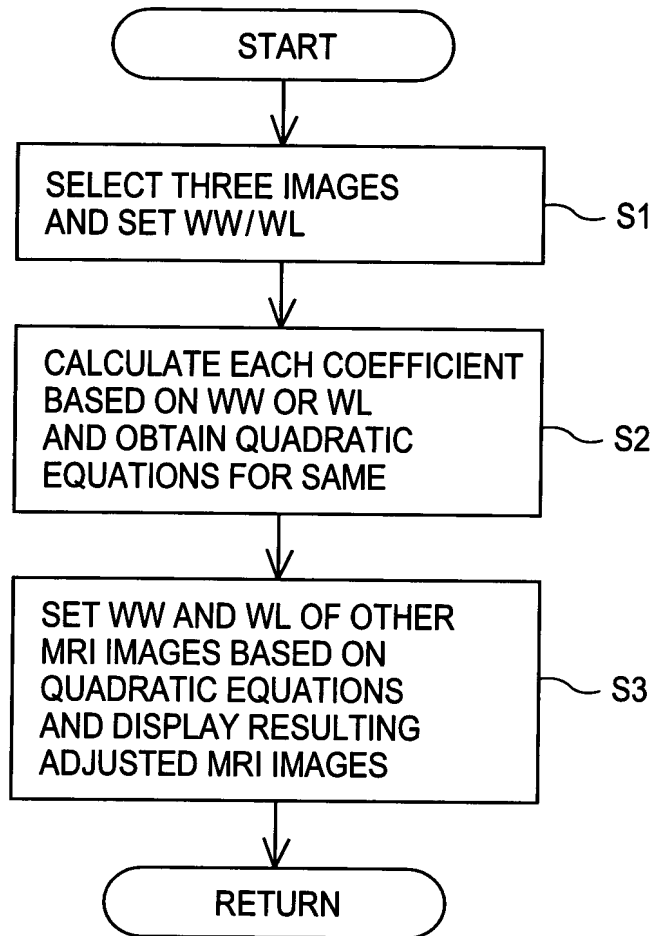 START
SELECT THREE IMAGES
AND SET WW/WL
S1
CALCULATE EACH COEFFICIENT
BASED ON WW OR WL
AND OBTAIN QUADRATIC
EQUATIONS FOR SAME
S2
SET WW AND WL OF OTHER
MRI IMAGES BASED ON
QUADRATIC EQUATIONS
AND DISPLAY RESULTING
ADJUSTED MRI IMAGES
S3
RETURN